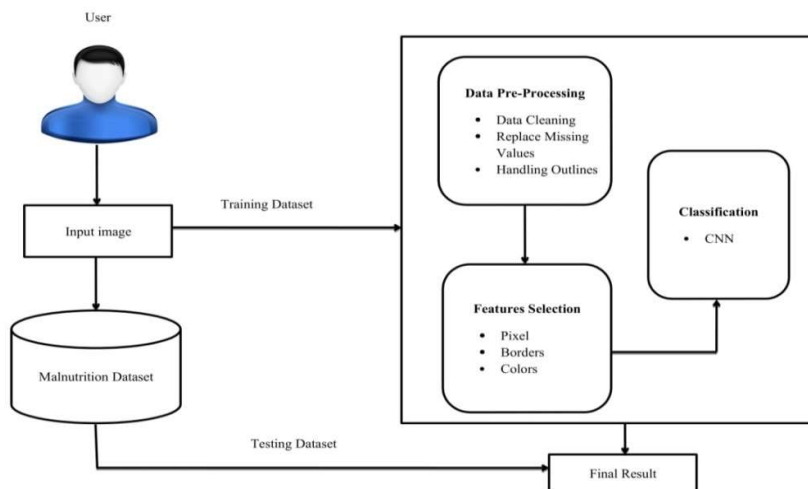 User
Input image
Training Dataset
Malnutrition Dataset
Testing Dataset
Data Pre-Processing
Data Cleaning
Replace Missing
Values
Handling Outlines
Features Selection
Pixel
Borders
Colors
Classification
CNN
Final Result